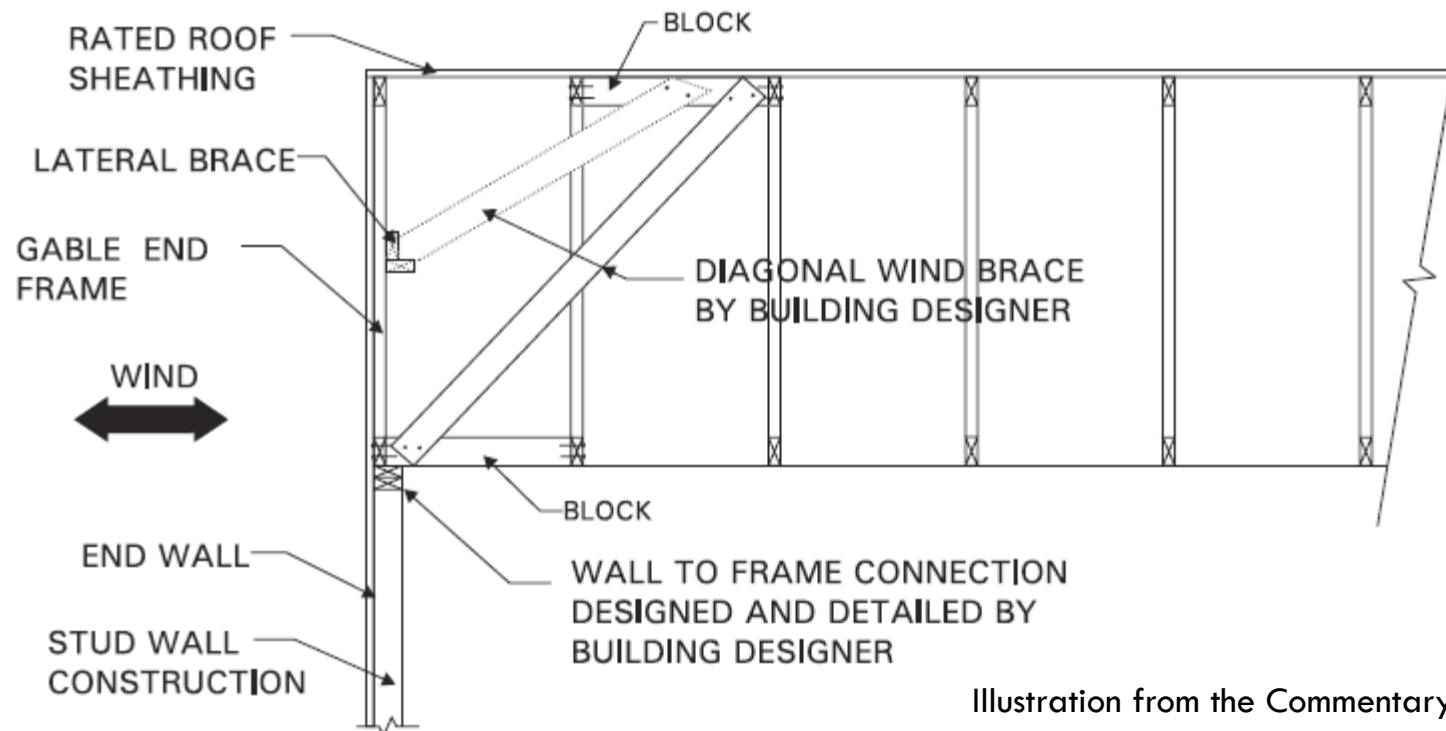 BLOCK
RATED ROOF
SHEATHING
LATERAL BRACE
GABLE END
FRAME
DIAGONAL WIND BRACE
BY BUILDING DESIGNER
WIND
BLOCK
END WALL
WALL TO FRAME CONNECTION
DESIGNED AND DETAILED BY
BUILDING DESIGNER
STUD WALL
CONSTRUCTION
Illustration from the Commentary